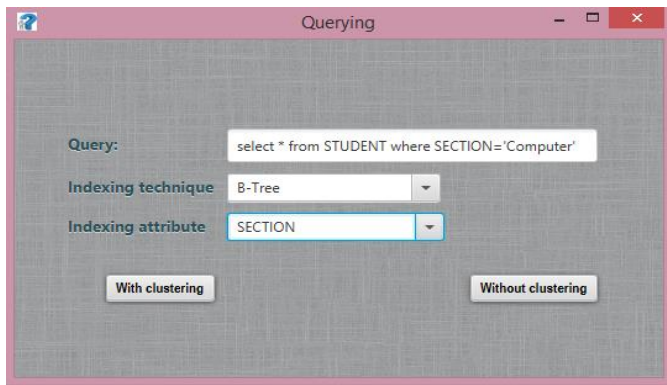 Querying
Query: select * from STUDENT where SECTION='Computer'
Indexing technique B-Tree
Indexing attribute SECTION
With clustering Without clustering